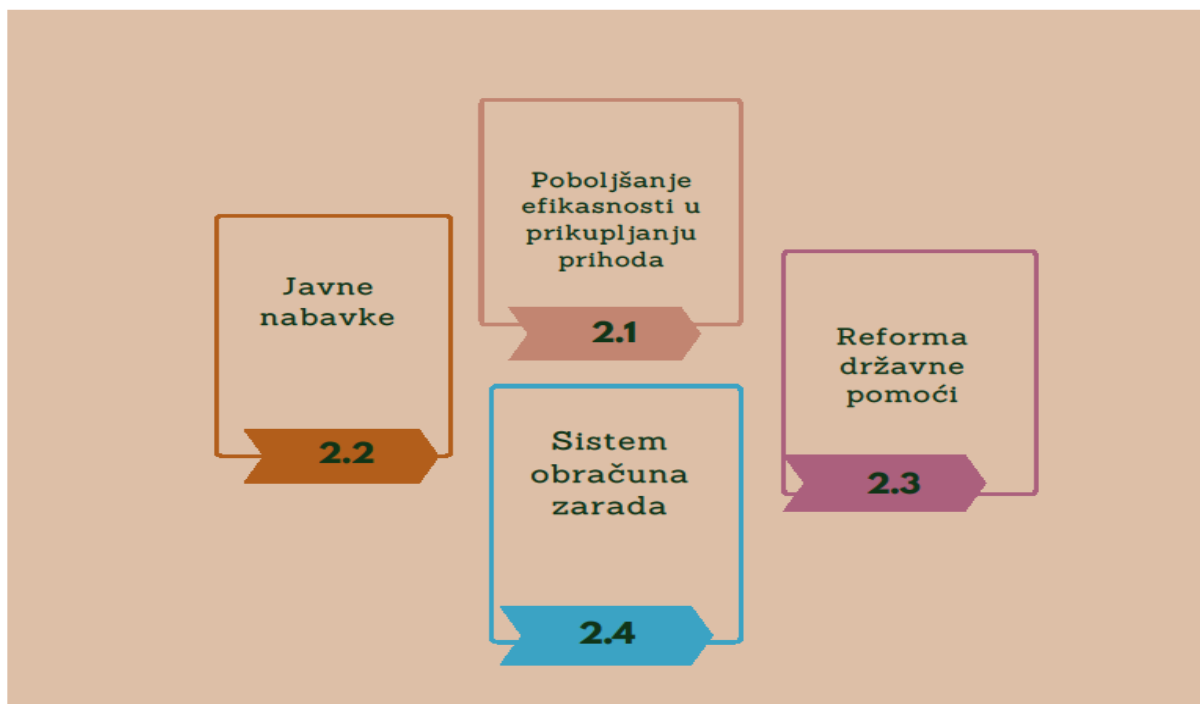 Poboljšanje
efikasnosti u
prikupljanju
prihoda
2.1
Javne
nabavke
2.2
Reforma
državne
pomoći
2.3
Sistem
obračuna
zarada
2.4